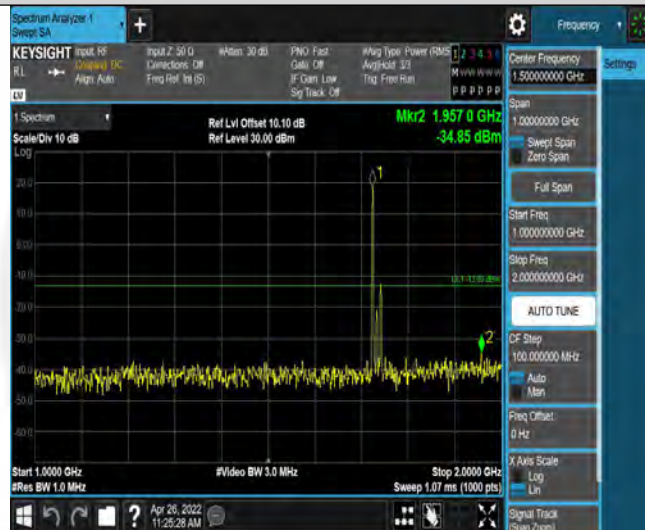 Spectrum Analyzer 1
Swept SA
+
Frequency
Settings
KEYSIGHT
RL
LV
Input: RF
Coupling: DC
Align: Auto
Input Z: 50 Ω
Corrections: Off
Freq Ref: Int (S)
#Atten: 30 dB
PNO: Fast
Gate: Off
IF Gain: Low
Sig Track: Off
#Avg Type: Power (RMS
Avg|Hold: 3/3
Trig: Free Run
1 2 3 4 5 6
M W W W W W
P P P P P P
1 Spectrum
Scale/Div 10 dB
Log
Ref Lvl Offset 10.10 dB
Ref Level 30.00 dBm
Mkr2 1.957 0 GHz
-34.85 dBm
20.0
10.0
0.00
-10.0
-20.0
-30.0
-40.0
-50.0
-60.0
1
2
Start 1.0000 GHz
#Res BW 1.0 MHz
#Video BW 3.0 MHz
Stop 2.0000 GHz
Sweep 1.07 ms (1000 pts)
Center Frequency
1.500000000 GHz
Span
1.00000000 GHz
Swept Span
Zero Span
Full Span
Start Freq
1.000000000 GHz
Stop Freq
2.000000000 GHz
AUTO TUNE
CF Step
100.000000 MHz
Auto
Man
Freq Offset
0 Hz
X Axis Scale
Log
Lin
Signal Track
(Span Zoom)
?
Apr 26, 2022
11:25:28 AM